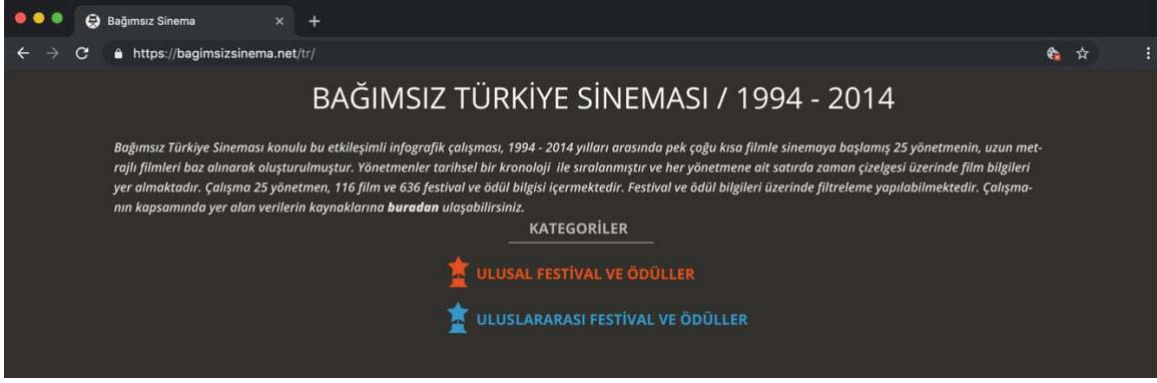 Bağımsız Sinema
https://bagimsizsinema.net/tr/
BAĞIMSIZ TÜRKİYE SİNEMASI / 1994 - 2014
Bağımsız Türkiye Sineması konulu bu etkileşimli infografik çalışması, 1994 - 2014 yılları arasında pek çoğu kısa filmle sinemaya başlamış 25 yönetmenin, uzun met-
rajlı filmleri baz alınarak oluşturulmuştur. Yönetmenler tarihsel bir kronoloji ile sıralanmıştır ve her yönetmene ait satırda zaman çizelgesi üzerinde film bilgileri
yer almaktadır. Çalışma 25 yönetmen, 116 film ve 636 festival ve ödül bilgisi içermektedir. Festival ve ödül bilgileri üzerinde filtreleme yapılabilmektedir. Çalışma-
nın kapsamında yer alan verilerin kaynaklarına buradan ulaşabilirsiniz.
KATEGORİLER
ULUSAL FESTİVAL VE ÖDÜLLER
ULUSLARARASI FESTİVAL VE ÖDÜLLER